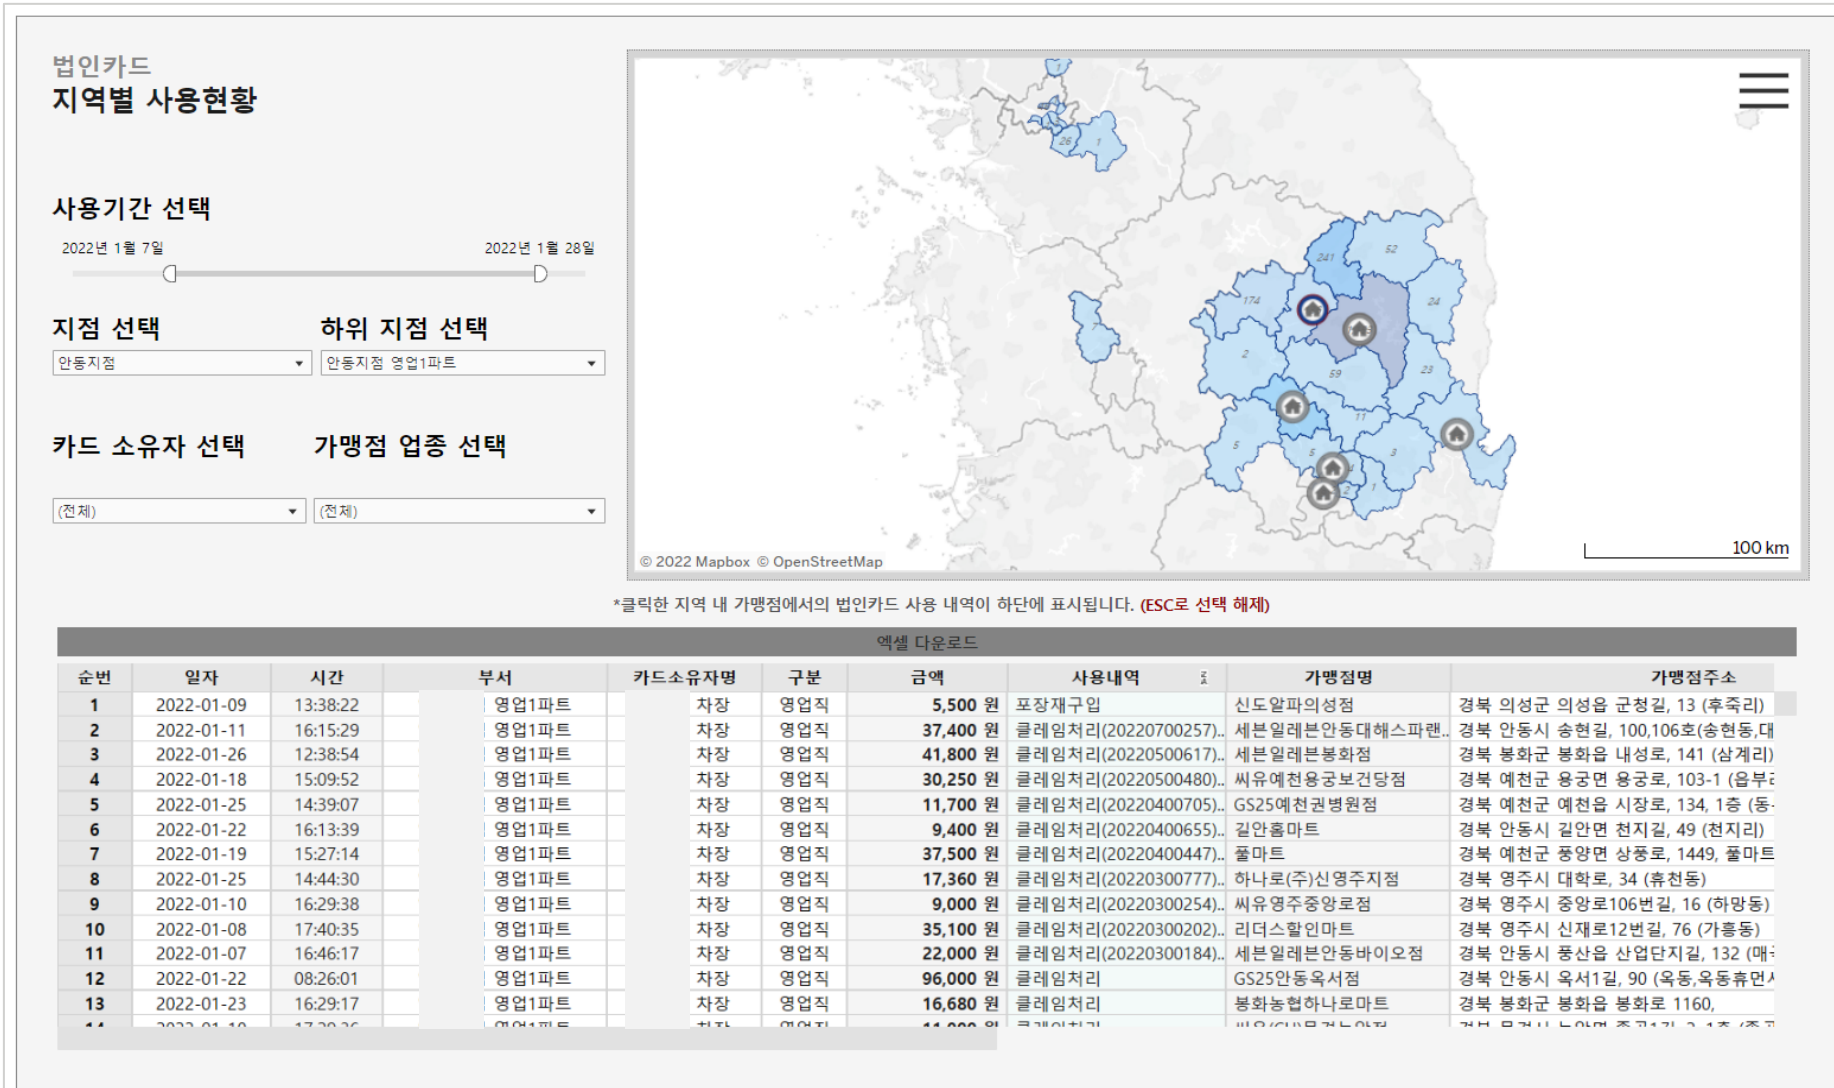 법인카드
지역별 사용현황
사용기간 선택
2022년 1월 7일 2022년 1월 28일
지점 선택 하위 지점 선택
안동지점 안동지점 영업1파트
카드 소유자 선택 가맹점 업종 선택
(전체) (전체)
1
26 1
52
241
174
24
7
2
59
23
11
5
5
4
3
2
1
100 km
© 2022 Mapbox © OpenStreetMap
*클릭한 지역 내 가맹점에서의 법인카드 사용 내역이 하단에 표시됩니다. (ESC로 선택 해제)
엑셀 다운로드
순번 일자 시간 부서 카드소유자명 구분 금액 사용내역 가맹점명 가맹점주소
1 2022-01-09 13:38:22 영업1파트 차장 영업직 5,500 원 포장재구입 신도알파의성점 경북 의성군 의성읍 군청길, 13 (후죽리)
2 2022-01-11 16:15:29 영업1파트 차장 영업직 37,400 원 클레임처리(20220700257).. 세븐일레븐안동대해스파랜.. 경북 안동시 송현길, 100,106호(송현동,대
3 2022-01-26 12:38:54 영업1파트 차장 영업직 41,800 원 클레임처리(20220500617).. 세븐일레븐봉화점 경북 봉화군 봉화읍 내성로, 141 (삼계리)
4 2022-01-18 15:09:52 영업1파트 차장 영업직 30,250 원 클레임처리(20220500480).. 씨유예천용궁보건당점 경북 예천군 용궁면 용궁로, 103-1 (읍부리
5 2022-01-25 14:39:07 영업1파트 차장 영업직 11,700 원 클레임처리(20220400705).. GS25예천권병원점 경북 예천군 예천읍 시장로, 134, 1층 (동
6 2022-01-22 16:13:39 영업1파트 차장 영업직 9,400 원 클레임처리(20220400655).. 길안홈마트 경북 안동시 길안면 천지길, 49 (천지리)
7 2022-01-19 15:27:14 영업1파트 차장 영업직 37,500 원 클레임처리(20220400447).. 풀마트 경북 예천군 풍양면 상풍로, 1449, 풀마트
8 2022-01-25 14:44:30 영업1파트 차장 영업직 17,360 원 클레임처리(20220300777).. 하나로(주)신영주지점 경북 영주시 대학로, 34 (휴천동)
9 2022-01-10 16:29:38 영업1파트 차장 영업직 9,000 원 클레임처리(20220300254).. 씨유영주중앙로점 경북 영주시 중앙로106번길, 16 (하망동)
10 2022-01-08 17:40:35 영업1파트 차장 영업직 35,100 원 클레임처리(20220300202).. 리더스할인마트 경북 영주시 신재로12번길, 76 (가흥동)
11 2022-01-07 16:46:17 영업1파트 차장 영업직 22,000 원 클레임처리(20220300184).. 세븐일레븐안동바이오점 경북 안동시 풍산읍 산업단지길, 132 (매
12 2022-01-22 08:26:01 영업1파트 차장 영업직 96,000 원 클레임처리 GS25안동옥서점 경북 안동시 옥서1길, 90 (옥동,옥동휴먼
13 2022-01-23 16:29:17 영업1파트 차장 영업직 16,680 원 클레임처리 봉화농협하나로마트 경북 봉화군 봉화읍 봉화로 1160,